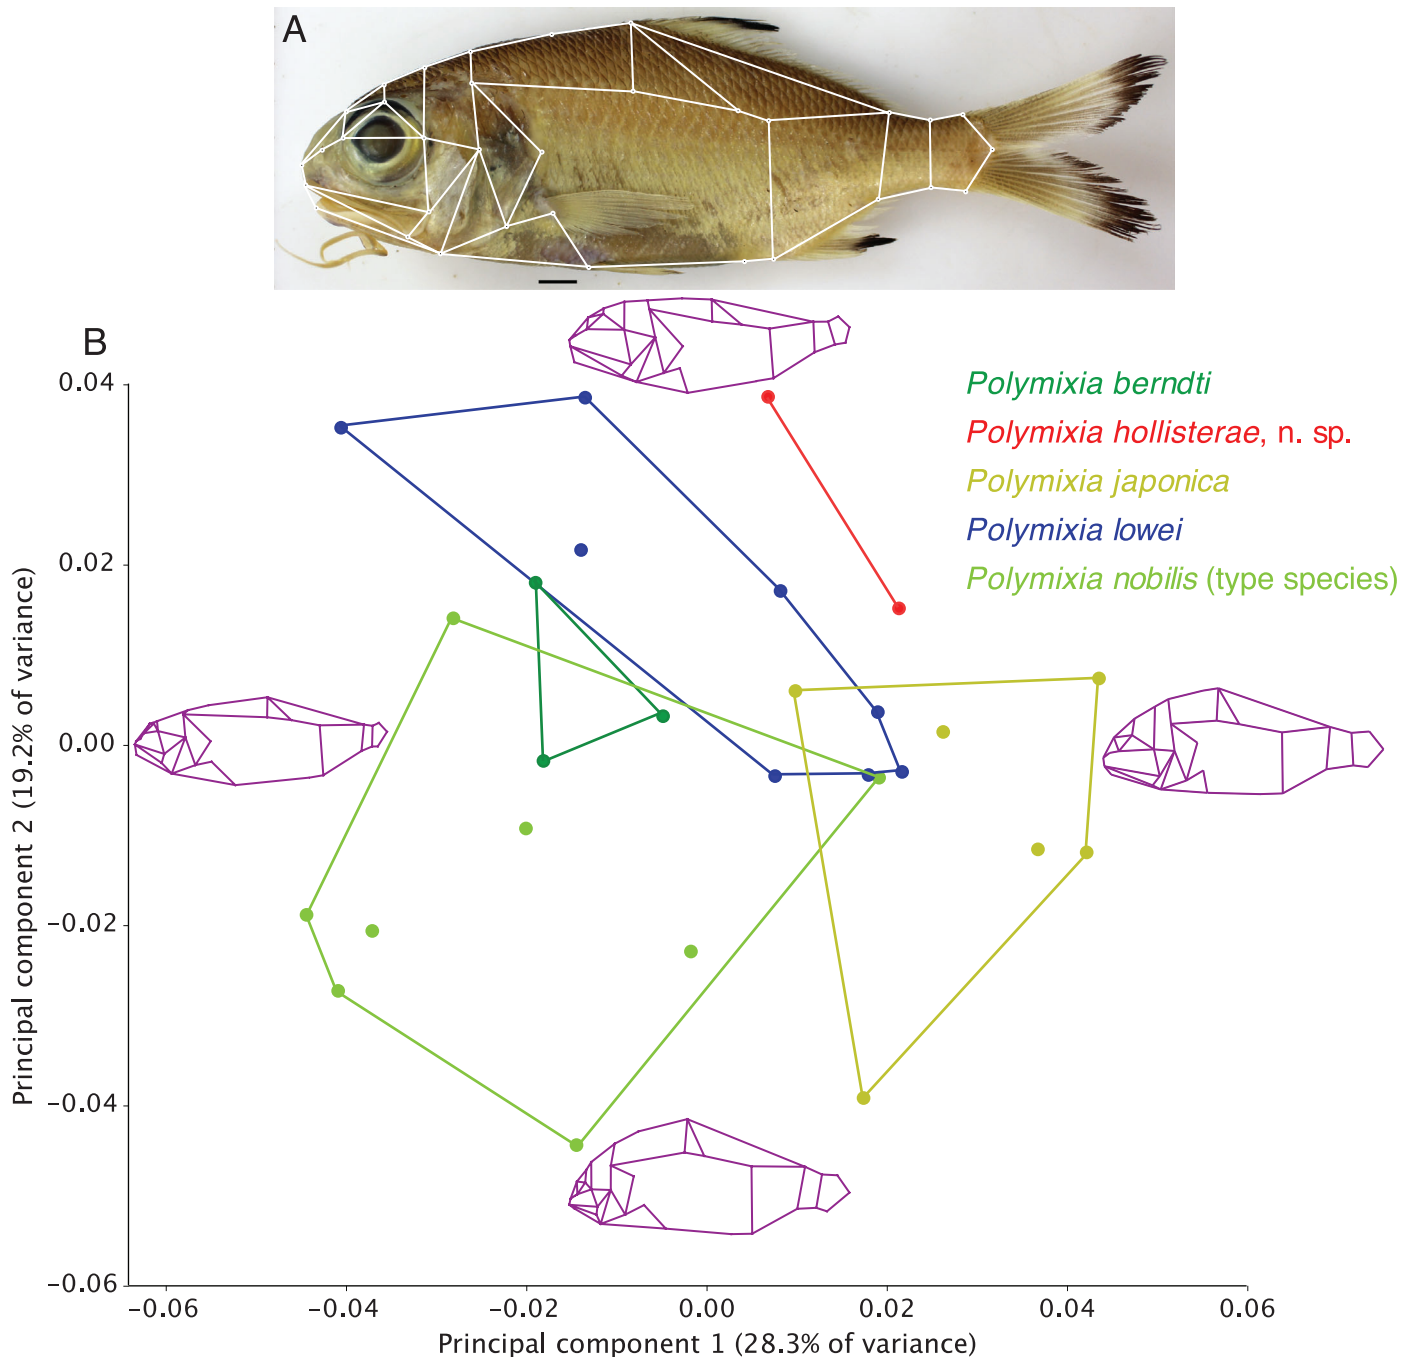 A
B
Polymixia berndti
Polymixia hollisterae, n. sp.
Polymixia japonica
Polymixia lowei
Polymixia nobilis (type species)
0.04
0.02
0.00
−0.02
−0.04
−0.06
Principal component 2 (19.2% of variance)
−0.06
−0.04
−0.02
0.00
0.02
0.04
0.06
Principal component 1 (28.3% of variance)